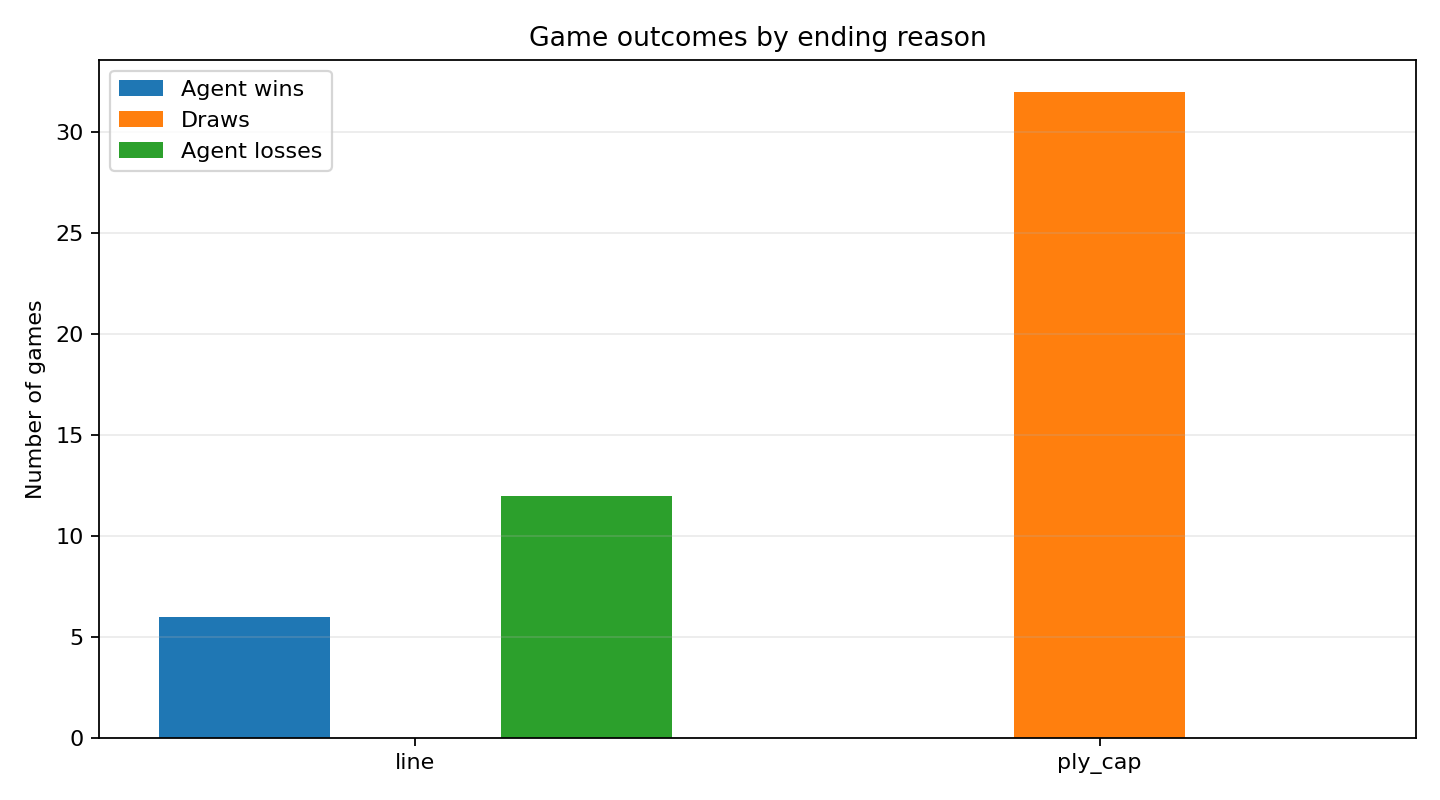 Game outcomes by ending reason
Agent wins
Draws
Agent losses
Number of games
30
25
20
15
10
5
0
line
ply_cap